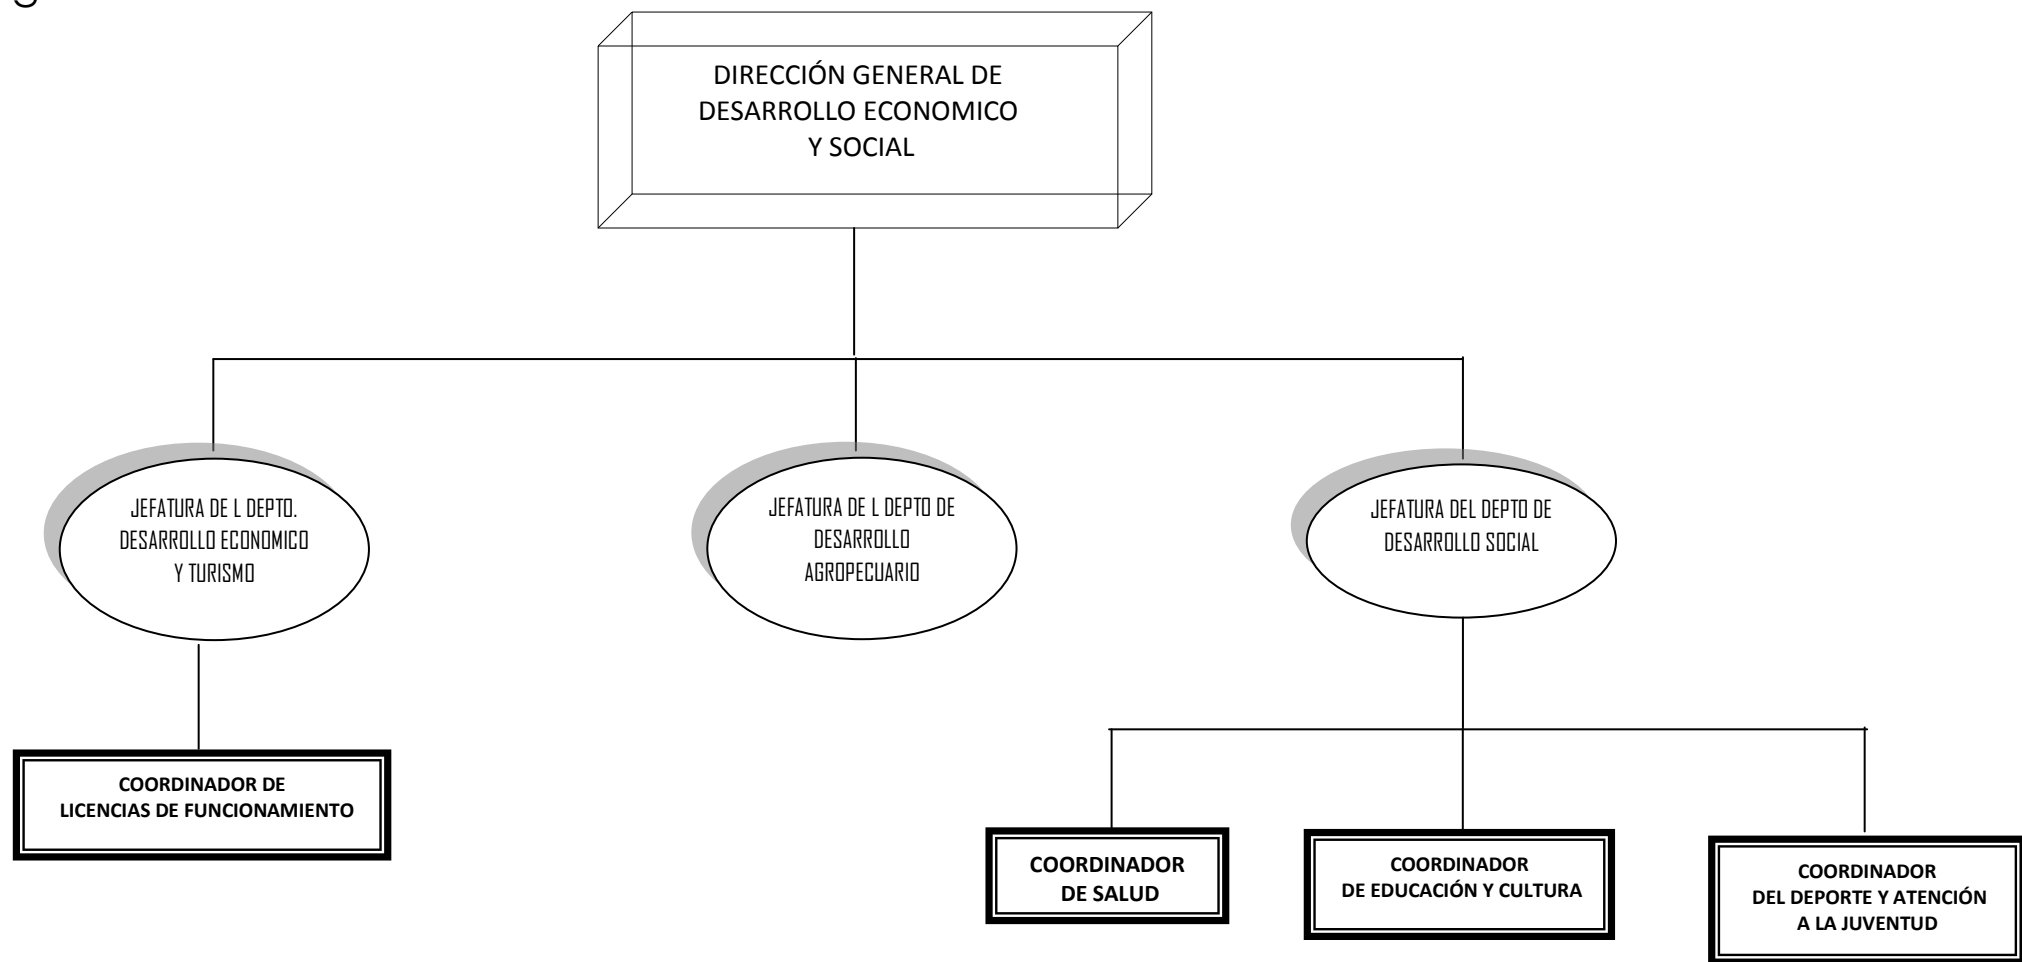 DIRECCIÓN GENERAL DE
DESARROLLO ECONOMICO
Y SOCIAL
JEFATURA DE L DEPTO.
DESARROLLO ECONOMICO
Y TURISMO
JEFATURA DE L DEPTO DE
DESARROLLO
AGROPECUARIO
JEFATURA DEL DEPTO DE
DESARROLLO SOCIAL
COORDINADOR DE
LICENCIAS DE FUNCIONAMIENTO
COORDINADOR
DE SALUD
COORDINADOR
DE EDUCACIÓN Y CULTURA
COORDINADOR
DEL DEPORTE Y ATENCIÓN
A LA JUVENTUD